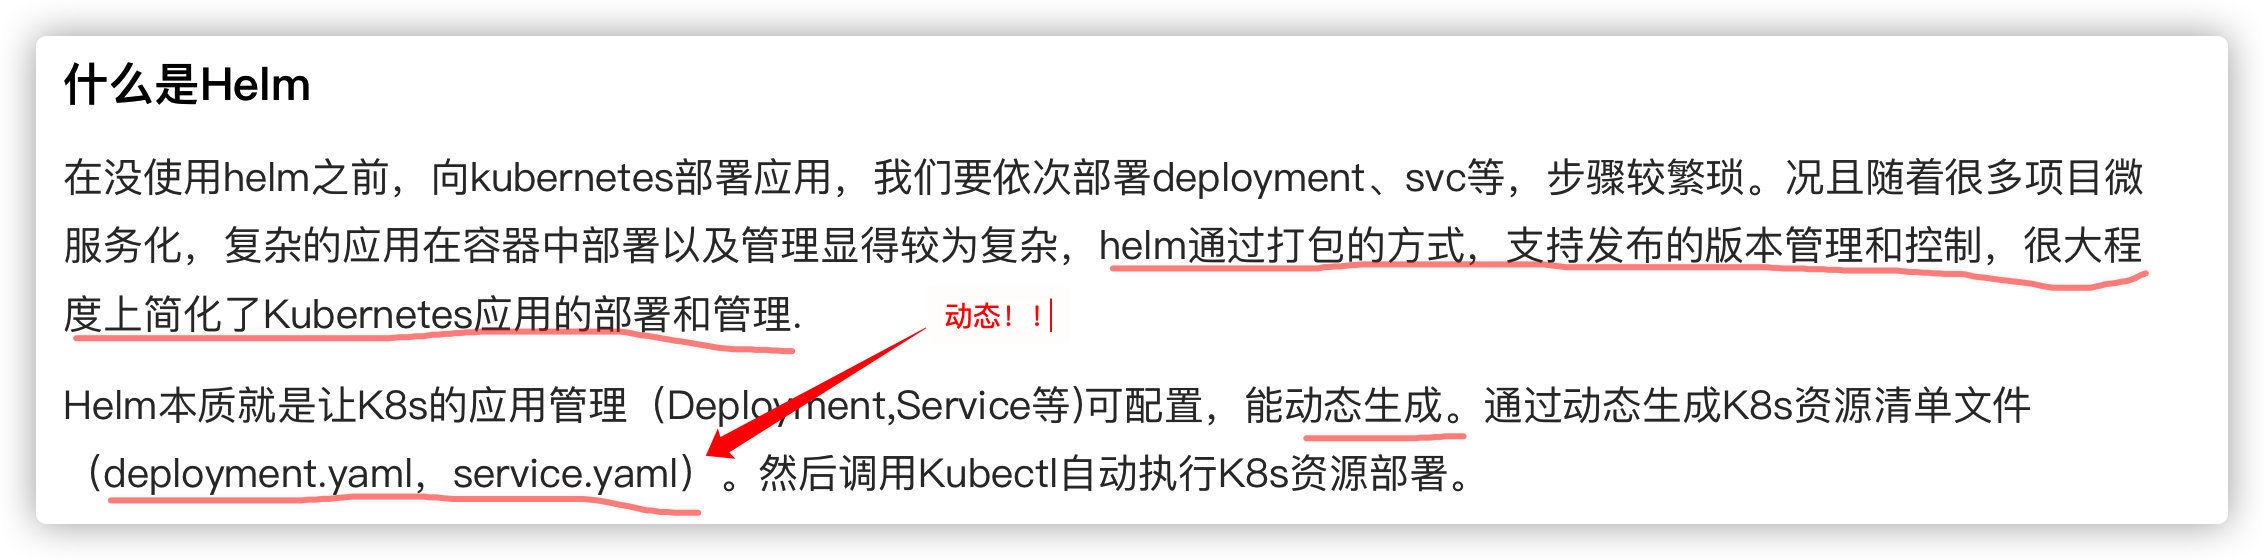 什么是Helm
在没使用helm之前，向kubernetes部署应用，我们要依次部署deployment、svc等，步骤较繁琐。况且随着很多项目微
服务化，复杂的应用在容器中部署以及管理显得较为复杂，helm通过打包的方式，支持发布的版本管理和控制，很大程
度上简化了Kubernetes应用的部署和管理.
动态！！
Helm本质就是让K8s的应用管理（Deployment,Service等)可配置，能动态生成。通过动态生成K8s资源清单文件
（deployment.yaml，service.yaml）。然后调用Kubectl自动执行K8s资源部署。